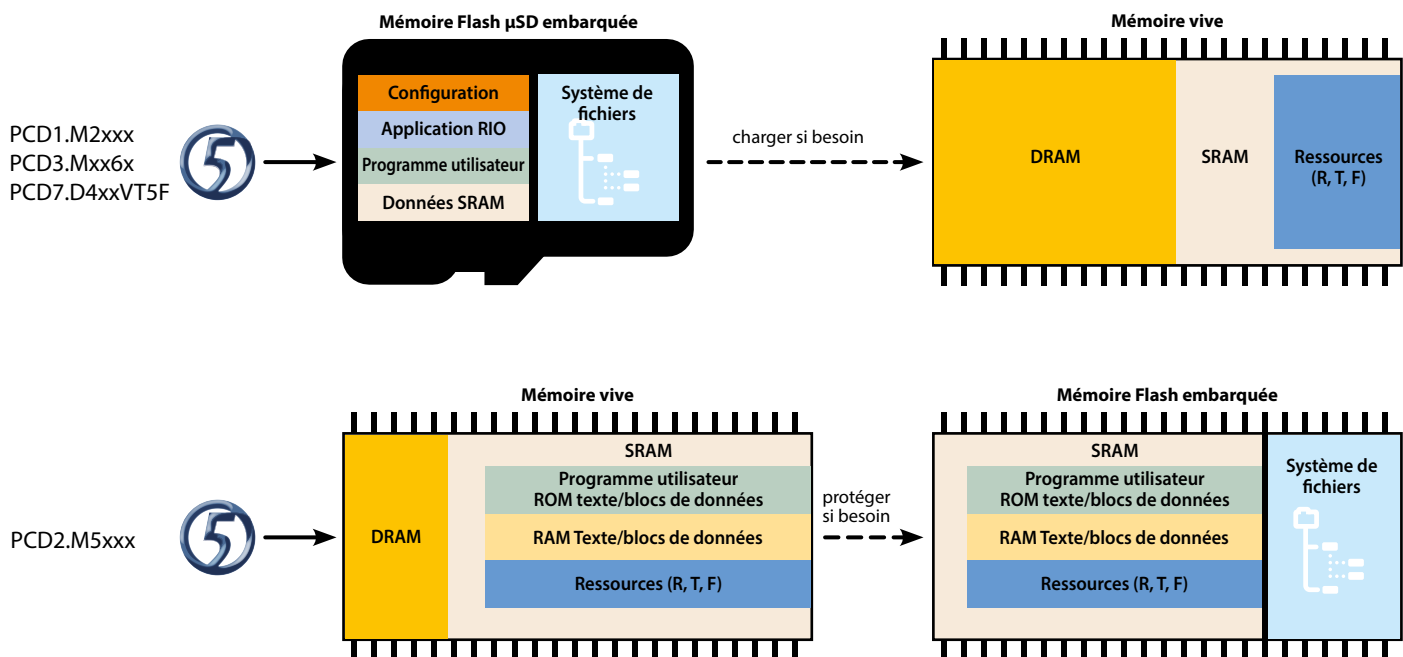 Mémoire Flash µSD embarquée
Mémoire vive
PCD1.M2xxx
PCD3.Mxx6x
PCD7.D4xxVT5F
5
Configuration
Application RIO
Programme utilisateur
Données SRAM
Système de
fichiers
charger si besoin
DRAM
SRAM
Ressources
(R, T, F)
Mémoire vive
Mémoire Flash embarquée
PCD2.M5xxx
5
DRAM
SRAM
Programme utilisateur
ROM texte/blocs de données
RAM Texte/blocs de données
Ressources (R, T, F)
protéger
si besoin
SRAM
Programme utilisateur
ROM texte/blocs de données
RAM Texte/blocs de données
Ressources (R, T, F)
Système de
fichiers